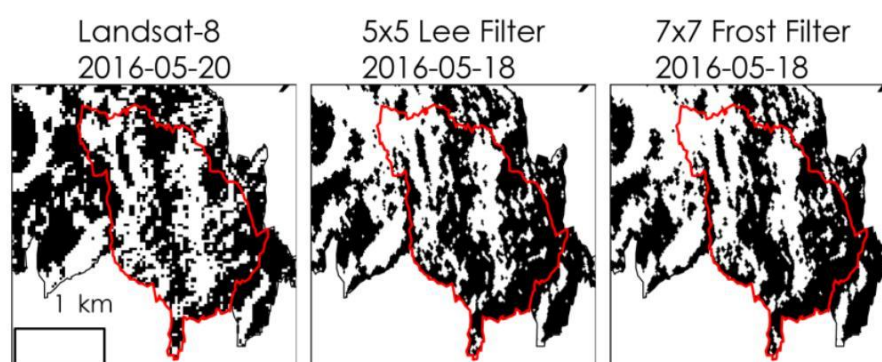 Landsat-8
2016-05-20
5x5 Lee Filter
2016-05-18
7x7 Frost Filter
2016-05-18
1 km